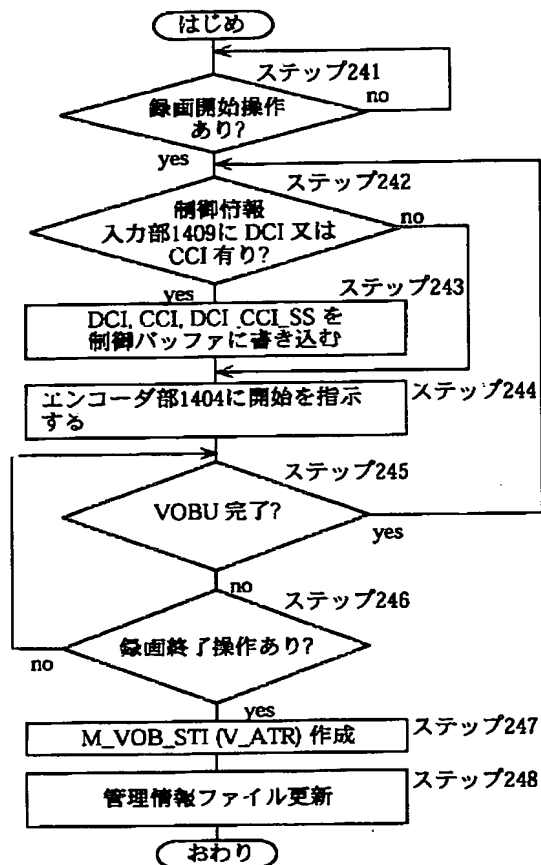 はじめ
ステップ241
録画開始操作
あり?
no
yes
ステップ242
制御情報
入力部1409に DCI 又は
CCI 有り?
no
yes
ステップ243
DCI, CCI, DCI_CCI_SS を
制御バッファに書き込む
ステップ244
エンコーダ部1404に開始を指示
する
ステップ245
VOBU 完了?
yes
no
ステップ246
録画終了操作あり?
no
yes
ステップ247
M_VOB_STI (V_ATR) 作成
ステップ248
管理情報ファイル更新
おわり